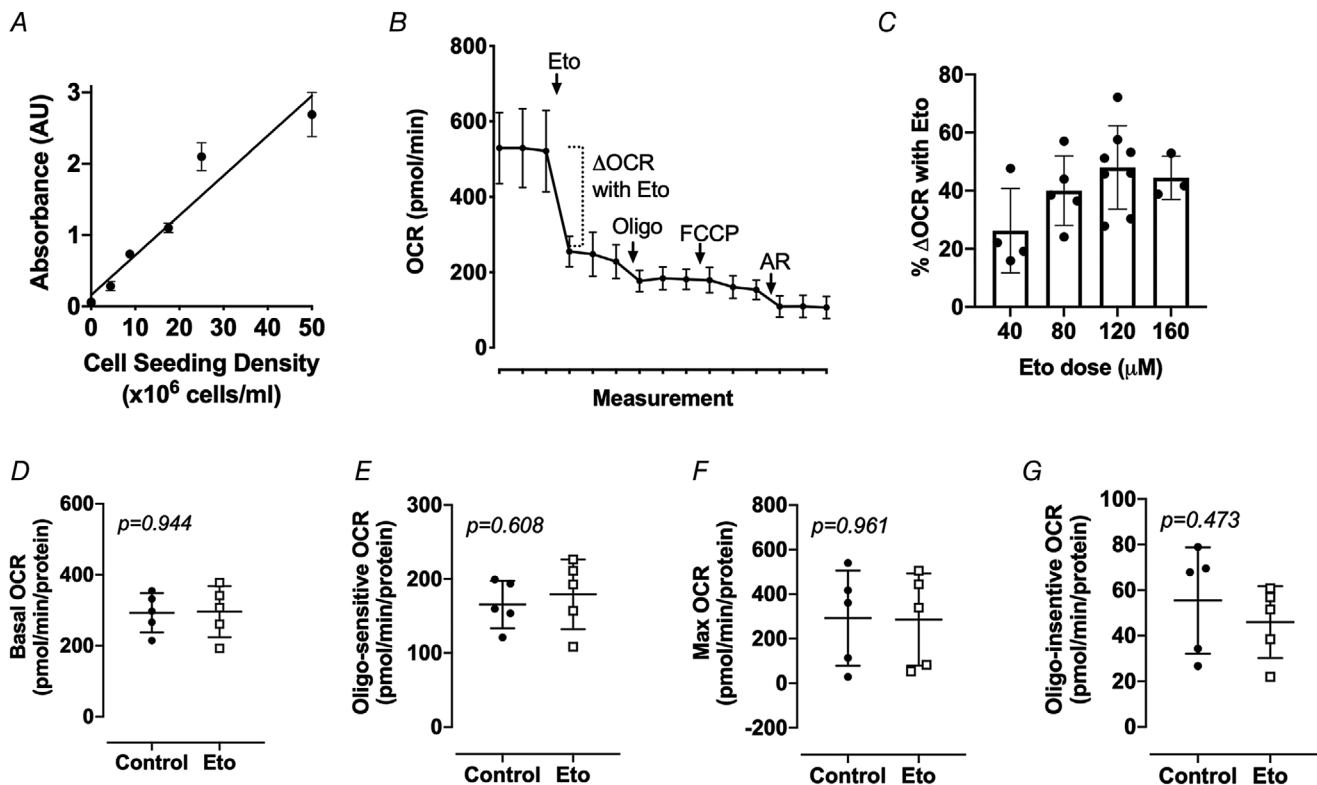 A
Absorbance (AU)
3
2
1
0
0 10 20 30 40 50
Cell Seeding Density
(x10⁶ cells/ml)
B
OCR (pmol/min)
800
600
400
200
0
Eto
ΔOCR
with Eto
Oligo
FCCP
AR
Measurement
C
% ΔOCR with Eto
80
60
40
20
0
40 80 120 160
Eto dose (μM)
D
Basal OCR
(pmol/min/protein)
600
400
200
0
p=0.944
Control Eto
E
Oligo-sensitive OCR
(pmol/min/protein)
300
200
100
0
p=0.608
Control Eto
F
Max OCR
(pmol/min/protein)
800
600
400
200
0
-200
p=0.961
Control Eto
G
Oligo-insentive OCR
(pmol/min/protein)
100
80
60
40
20
0
p=0.473
Control Eto